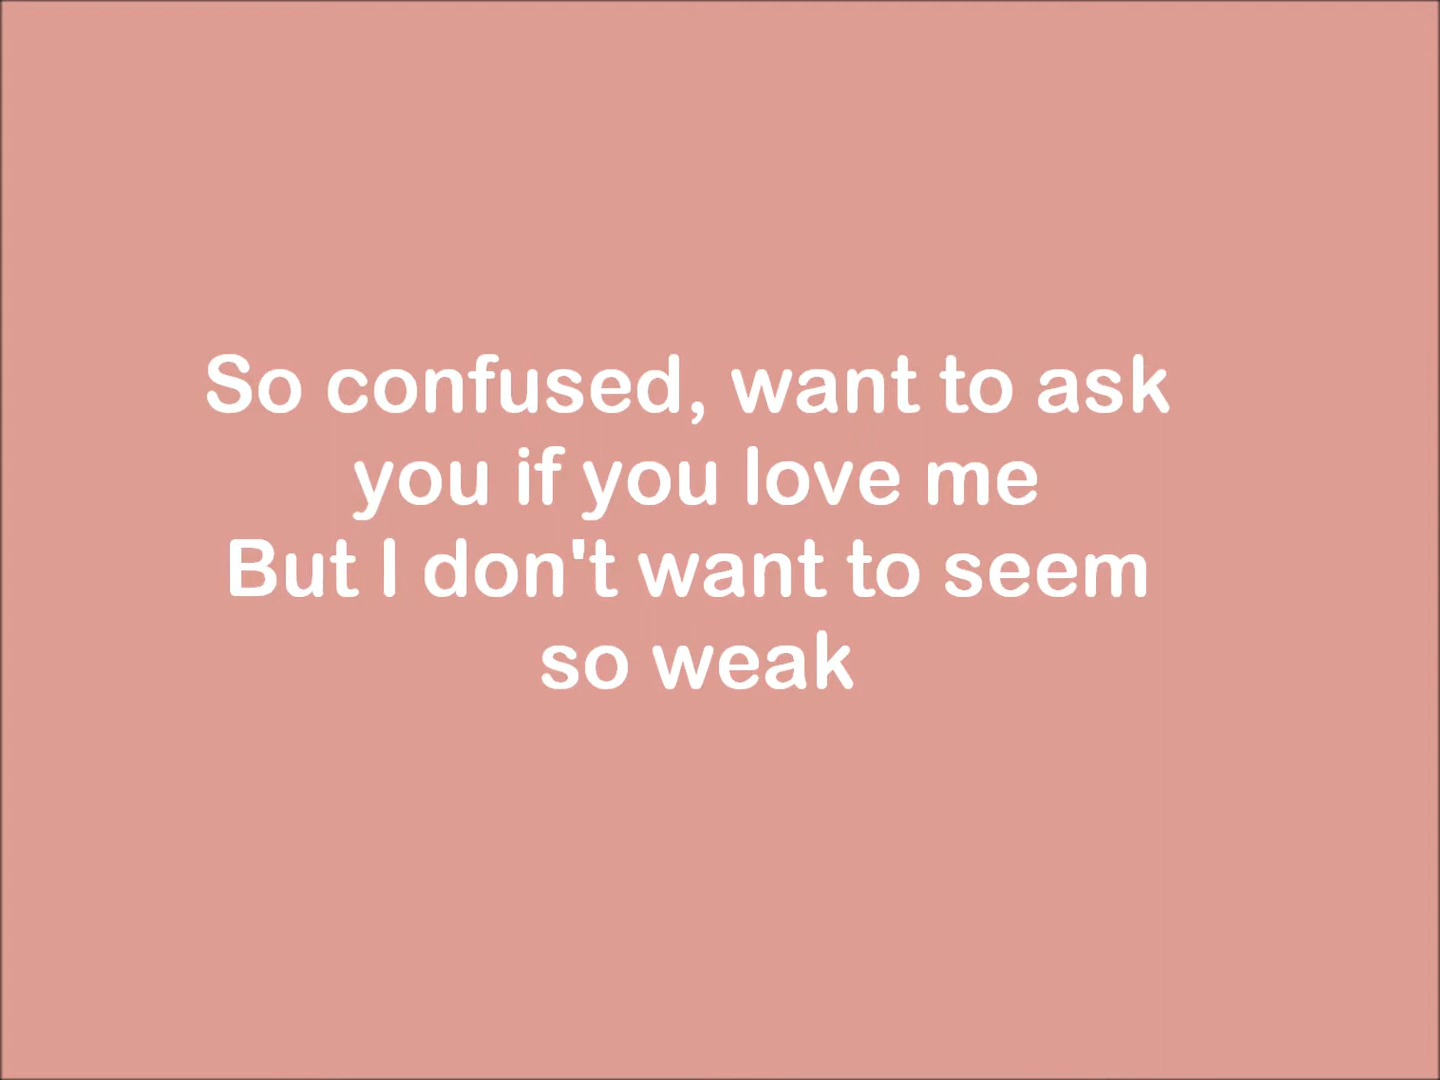 So confused, want to ask
you if you love me
But I don't want to seem
so weak